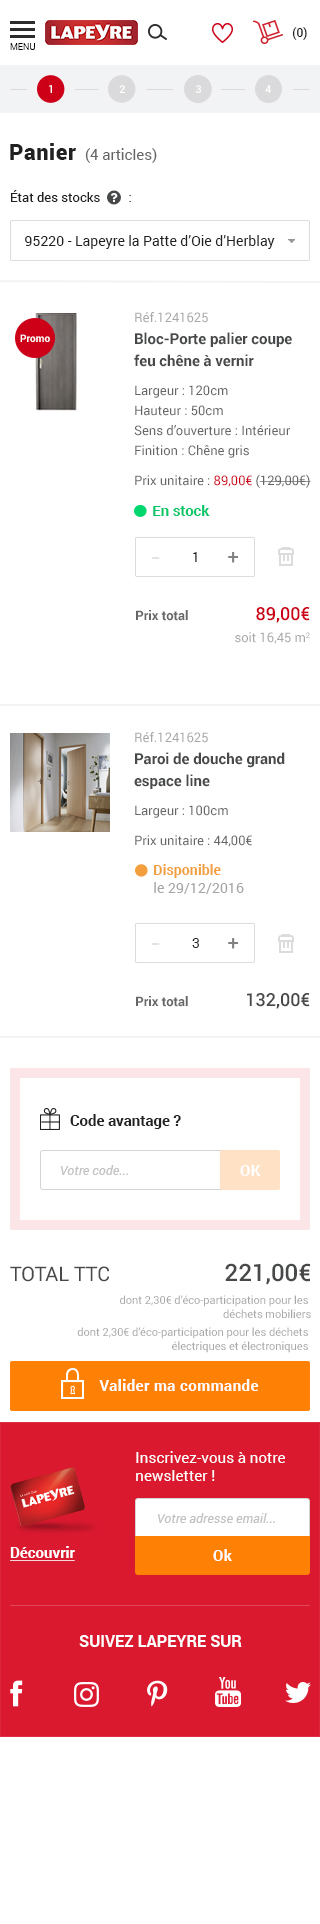 MENU
LAPEYRE
(0)
1 2 3 4
Panier (4 articles)
État des stocks ? :
95220 - Lapeyre la Patte d'Oie d'Herblay
Promo
Réf.1241625
Bloc-Porte palier coupe
feu chêne à vernir
Largeur : 120cm
Hauteur : 50cm
Sens d'ouverture : Intérieur
Finition : Chêne gris
Prix unitaire : 89,00€ (129,00€)
En stock
- 1 +
Prix total 89,00€
soit 16,45 m²
Réf.1241625
Paroi de douche grand
espace line
Largeur : 100cm
Prix unitaire : 44,00€
Disponible
le 29/12/2016
- 3 +
Prix total 132,00€
Code avantage ?
Votre code... OK
TOTAL TTC 221,00€
dont 2,30€ d'éco-participation pour les
déchets mobiliers
dont 2,30€ d'éco-participation pour les déchets
électriques et électroniques
Valider ma commande
Inscrivez-vous à notre
newsletter !
LAPEYRE
Votre adresse email...
Découvrir
Ok
SUIVEZ LAPEYRE SUR
You
Tube